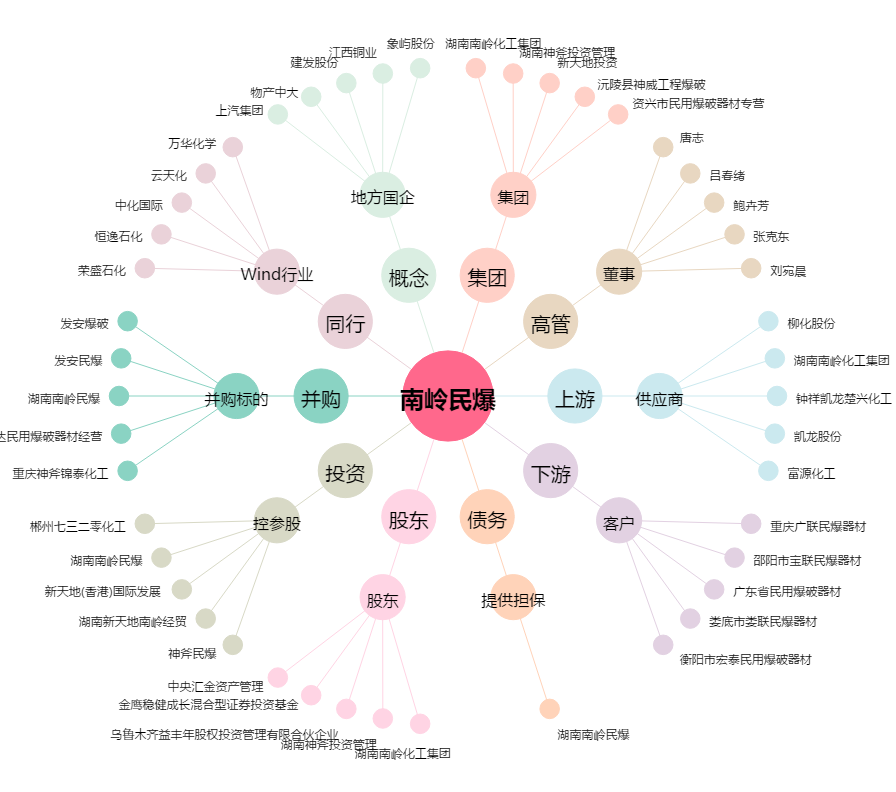 象屿股份
湖南南岭化工集团
江西铜业
湖南神斧投资管理
建发股份
新天地投资
物产中大
沅陵县神威工程爆破
上汽集团
资兴市民用爆破器材专营
万华化学
唐志
云天化
吕春绪
中化国际
地方国企
集团
鲍卉芳
恒逸石化
张克东
荣盛石化
Wind行业
概念
集团
董事
刘宛晨
发安爆破
同行
高管
柳化股份
发安民爆
湖南南岭化工集团
湖南南岭民爆
并购标的
并购
南岭民爆
上游
供应商
钟祥凯龙楚兴化工
达民用爆破器材经营
凯龙股份
重庆神斧锦泰化工
投资
下游
富源化工
郴州七三二零化工
控参股
股东
债务
客户
重庆广联民爆器材
湖南南岭民爆
邵阳市宝联民爆器材
新天地(香港)国际发展
广东省民用爆破器材
湖南新天地南岭经贸
股东
提供担保
娄底市娄联民爆器材
神斧民爆
衡阳市宏泰民用爆破器材
中央汇金资产管理
金鹰稳健成长混合型证券投资基金
乌鲁木齐益丰年股权投资管理有限合伙企业
湖南神斧投资管理
湖南南岭化工集团
湖南南岭民爆